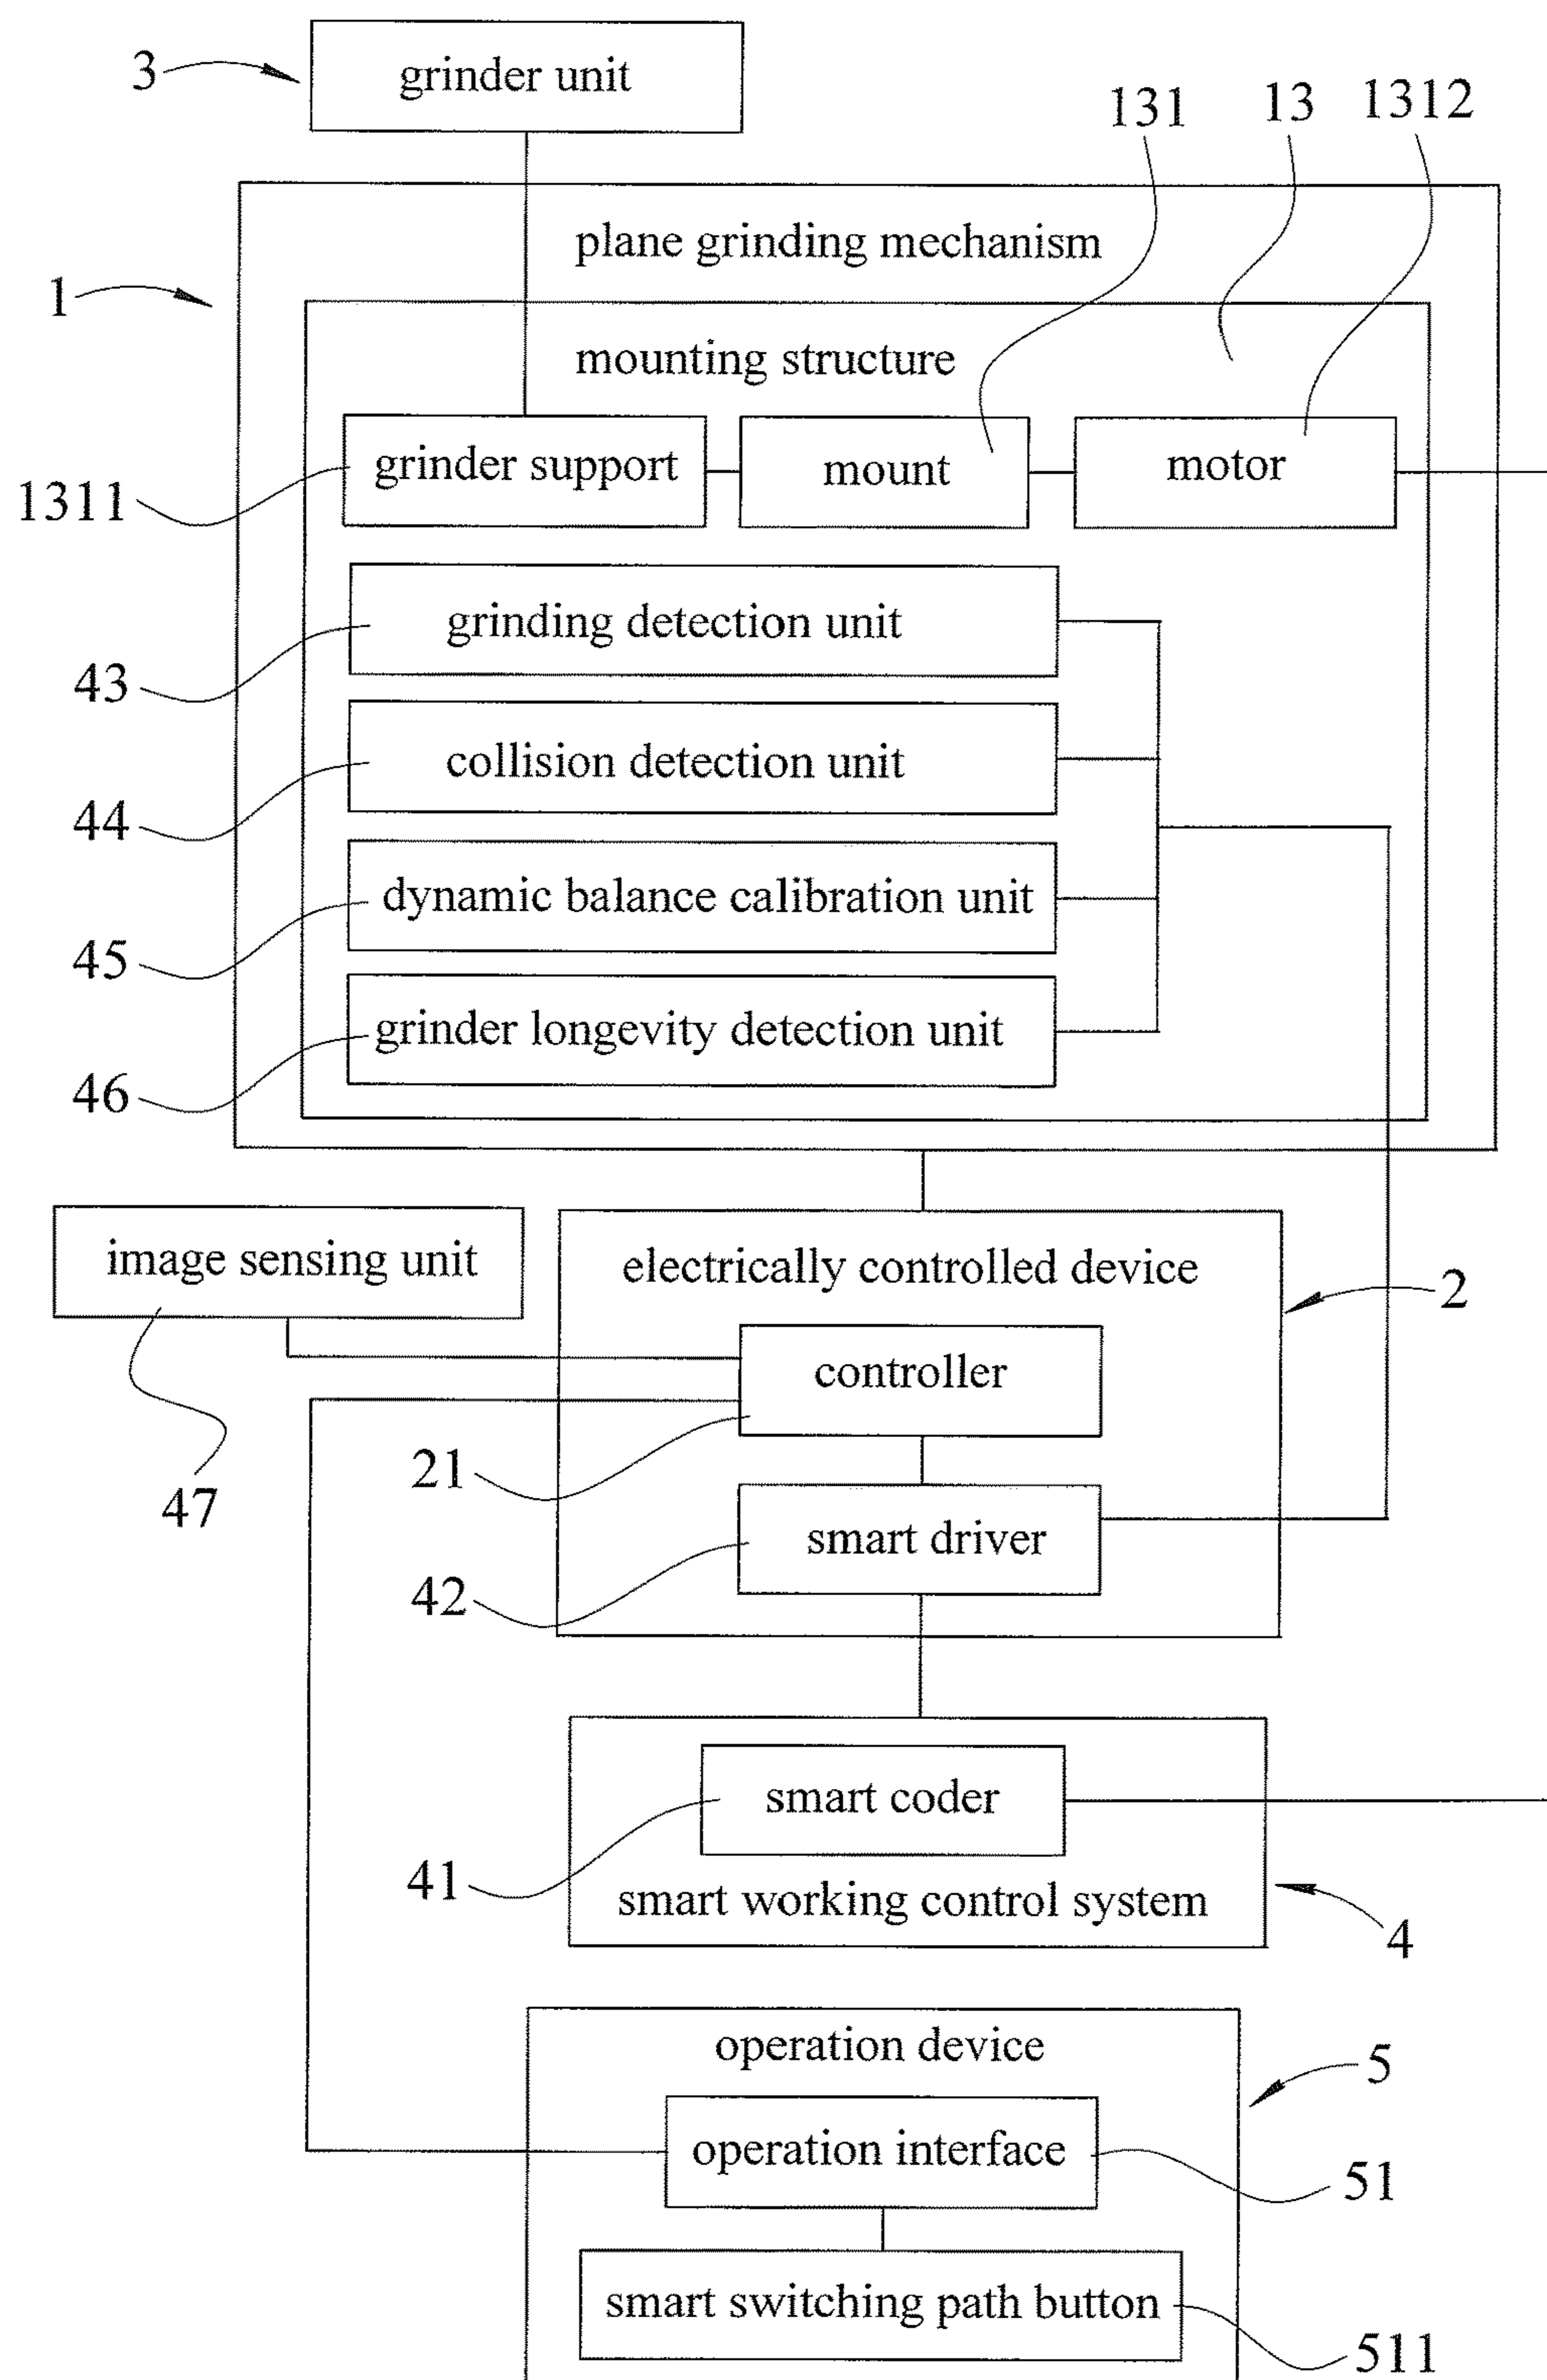 3
grinder unit
131
13
1312
plane grinding mechanism
1
mounting structure
grinder support
mount
motor
1311
grinding detection unit
43
collision detection unit
44
dynamic balance calibration unit
45
grinder longevity detection unit
46
image sensing unit
electrically controlled device
2
controller
21
47
smart driver
42
smart coder
41
smart working control system
4
operation device
5
operation interface
51
smart switching path button
511